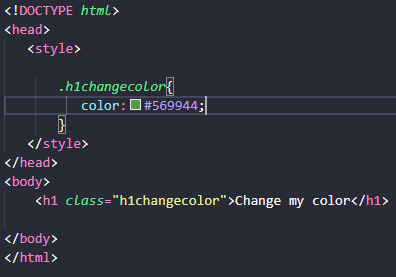 <!DOCTYPE html>
<head>
<style>
.h1changecolor{
color: #569944;
}
</style>
</head>
<body>
<h1 class="h1changecolor">Change my color</h1>
</body>
</html>